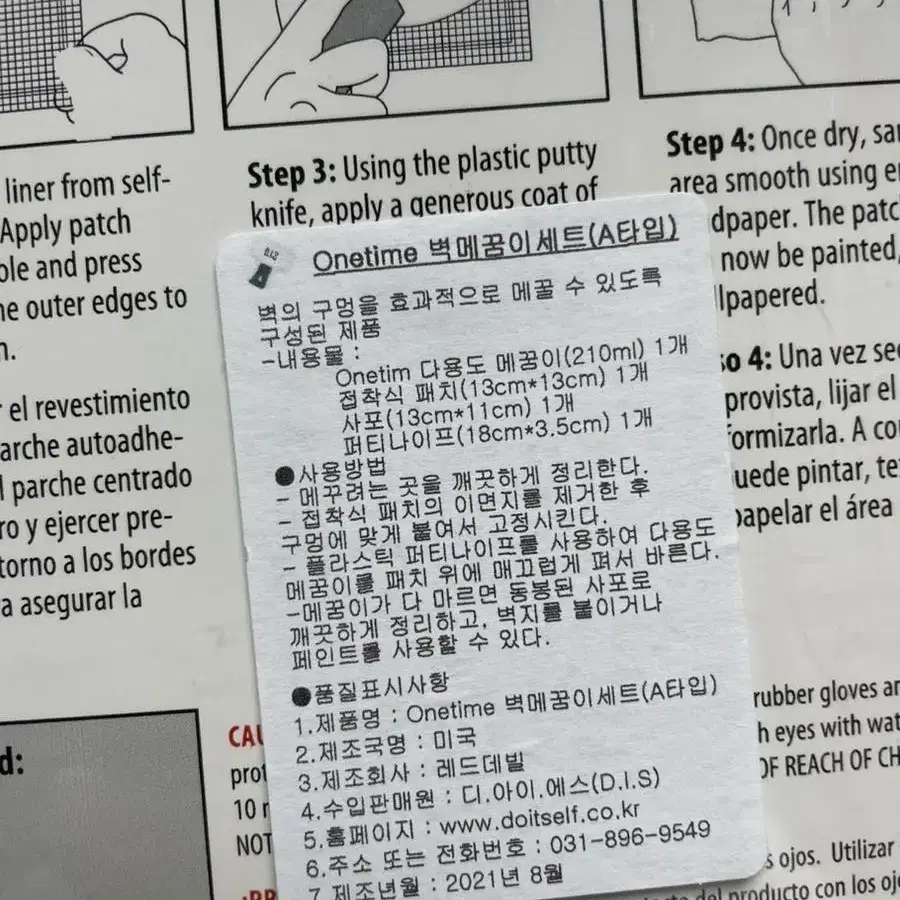 liner from self-
Apply patch
ole and press
he outer edges to
n.
r el revestimiento
arche autoadhe-
l parche centrado
ro y ejercer pre-
torno a los bordes
a asegurar la
d:
Step 3: Using the plastic putty
knife, apply a generous coat of
Step 4: Once dry, sa
area smooth using e
dpaper. The patc
now be painted,
llpapered.
so 4: Una vez sec
provista, lijar el
formizarla. A co
uede pintar, te
papelar el área
Onetime 벽메꿈이세트(A타입)
벽의 구멍을 효과적으로 메꿀 수 있도록
구성된 제품
-내용물 :
Onetim 다용도 메꿈이(210ml) 1개
접착식 패치(13cm*13cm) 1개
사포(13cm*11cm) 1개
퍼티나이프(18cm*3.5cm) 1개
●사용방법
- 메꾸려는 곳을 깨끗하게 정리한다.
- 접착식 패치의 이면지를 제거한 후
구멍에 맞게 붙여서 고정시킨다.
- 플라스틱 퍼티나이프를 사용하여 다용도
메꿈이를 패치 위에 매끄럽게 펴서 바른다.
-메꿈이가 다 마르면 동봉된 사포로
깨끗하게 정리하고, 벽지를 붙이거나
페인트를 사용할 수 있다.
●품질표시사항
1.제품명 : Onetime 벽메꿈이세트(A타입)
2.제조국명 : 미국
3.제조회사 : 레드데빌
4.수입판매원 : 디.아이.에스(D.I.S)
5.홈페이지 : www.doitself.co.kr
6.주소 또는 전화번호 : 031-896-9549
7.제조년월 : 2021년 8월
CAU
prot
10 r
NOT
rubber gloves an
h eyes with wat
OF REACH OF CH
s ojos. Utilizar
del producto con los oj